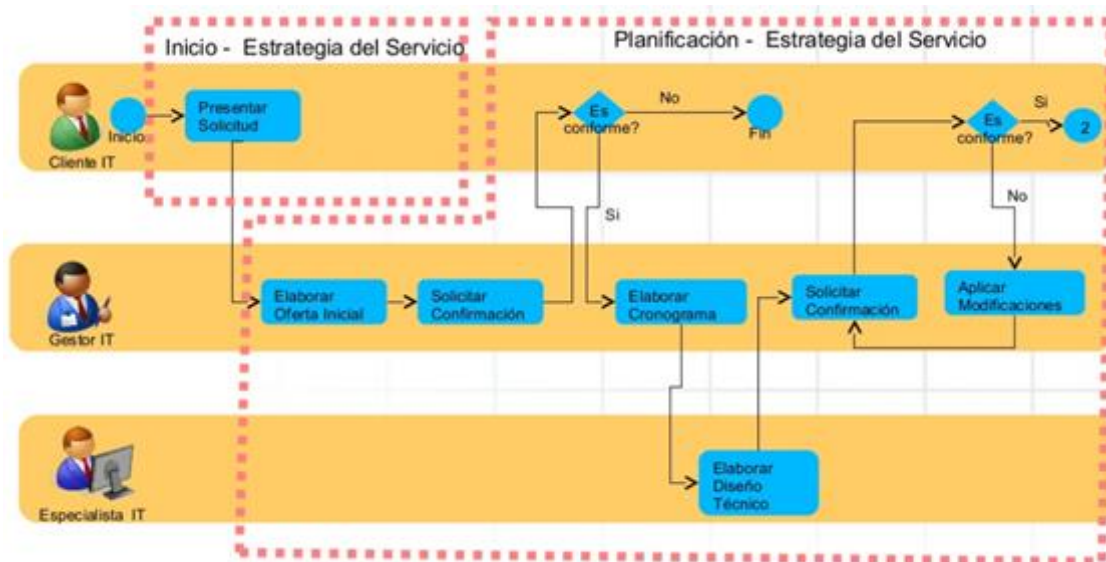 Inicio - Estrategia del Servicio
Planificación - Estrategia del Servicio
Inicio
Presentar
Solicitud
Cliente IT
Es
conforme?
No
Fin
Si
Es
conforme?
Si
2
No
Elaborar
Oferta Inicial
Solicitar
Confirmación
Elaborar
Cronograma
Solicitar
Confirmación
Aplicar
Modificaciones
Gestor IT
Elaborar
Diseño
Técnico
Especialista IT